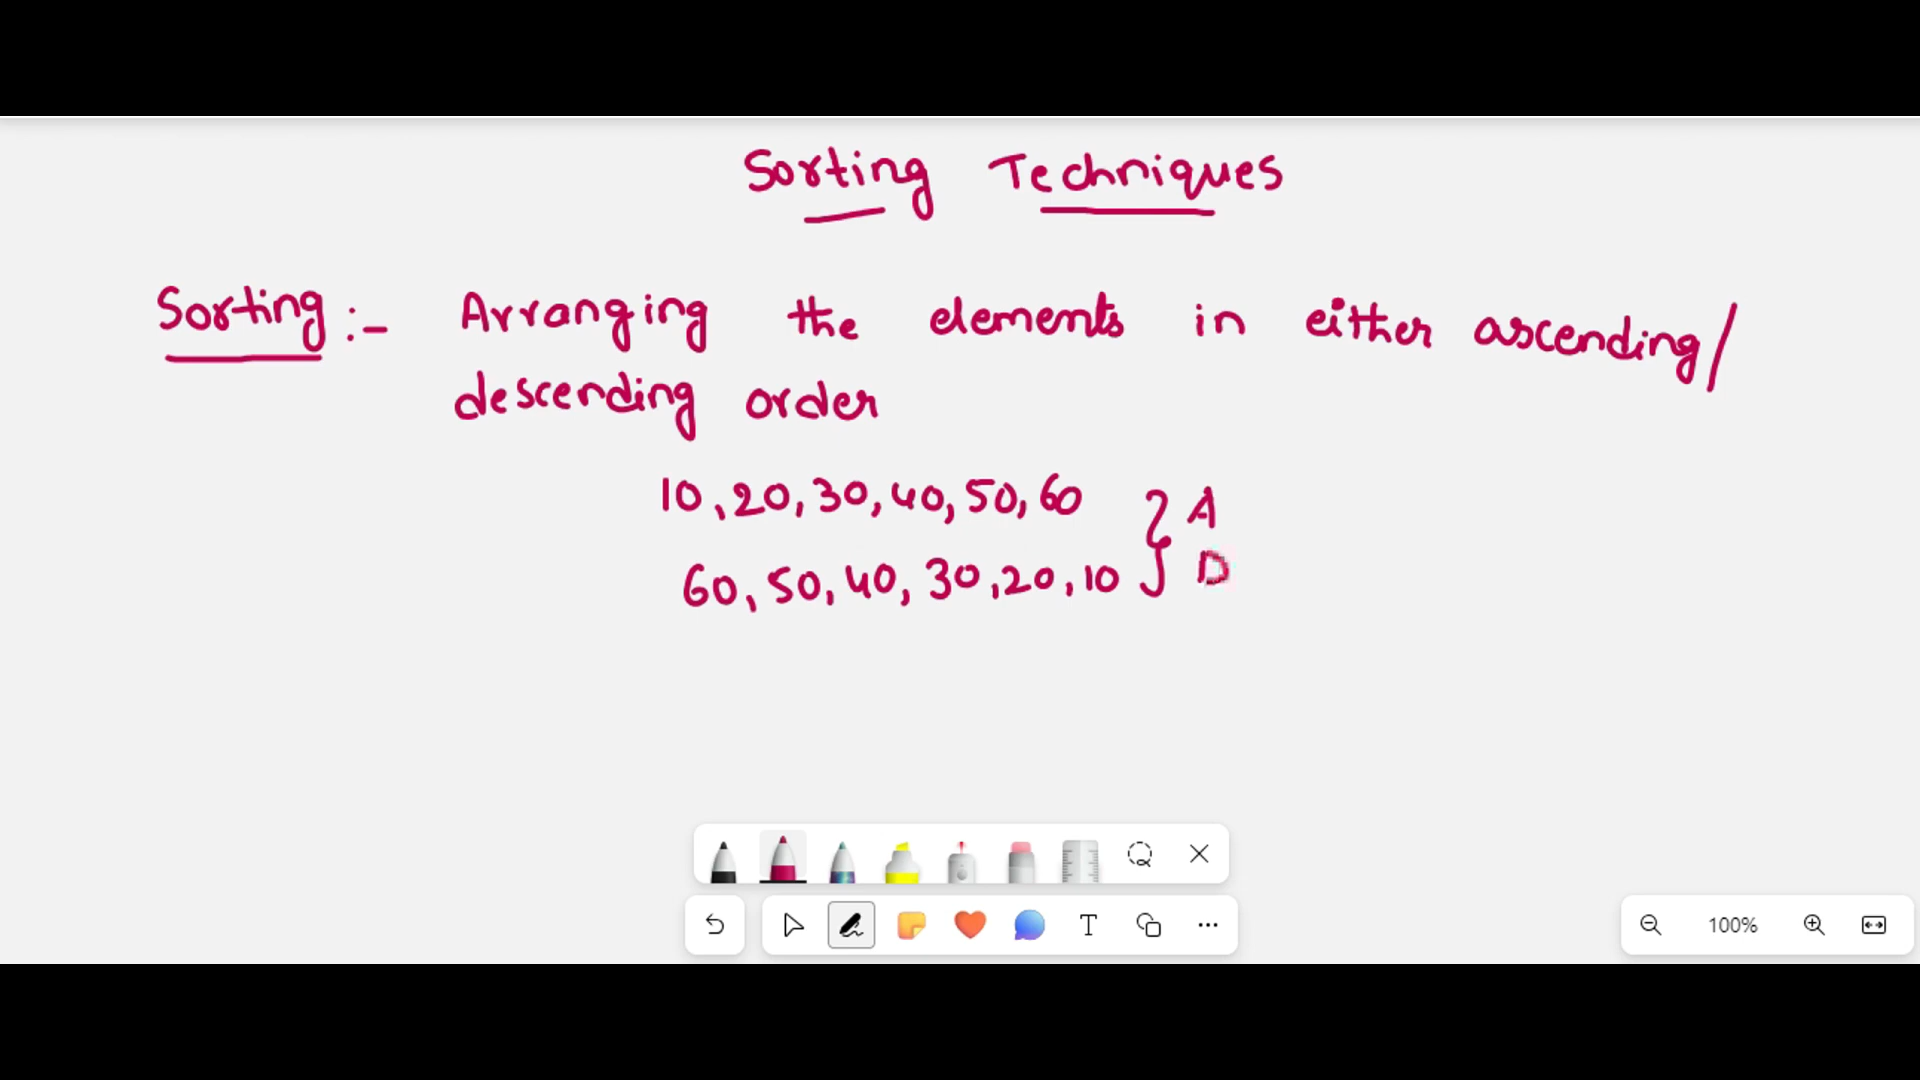 Sorting Techniques
Sorting :- Arranging the elements in either ascending/
descending order
10,20,30,40,50,60 } A
60,50,40,30,20,10 } D
T
100%